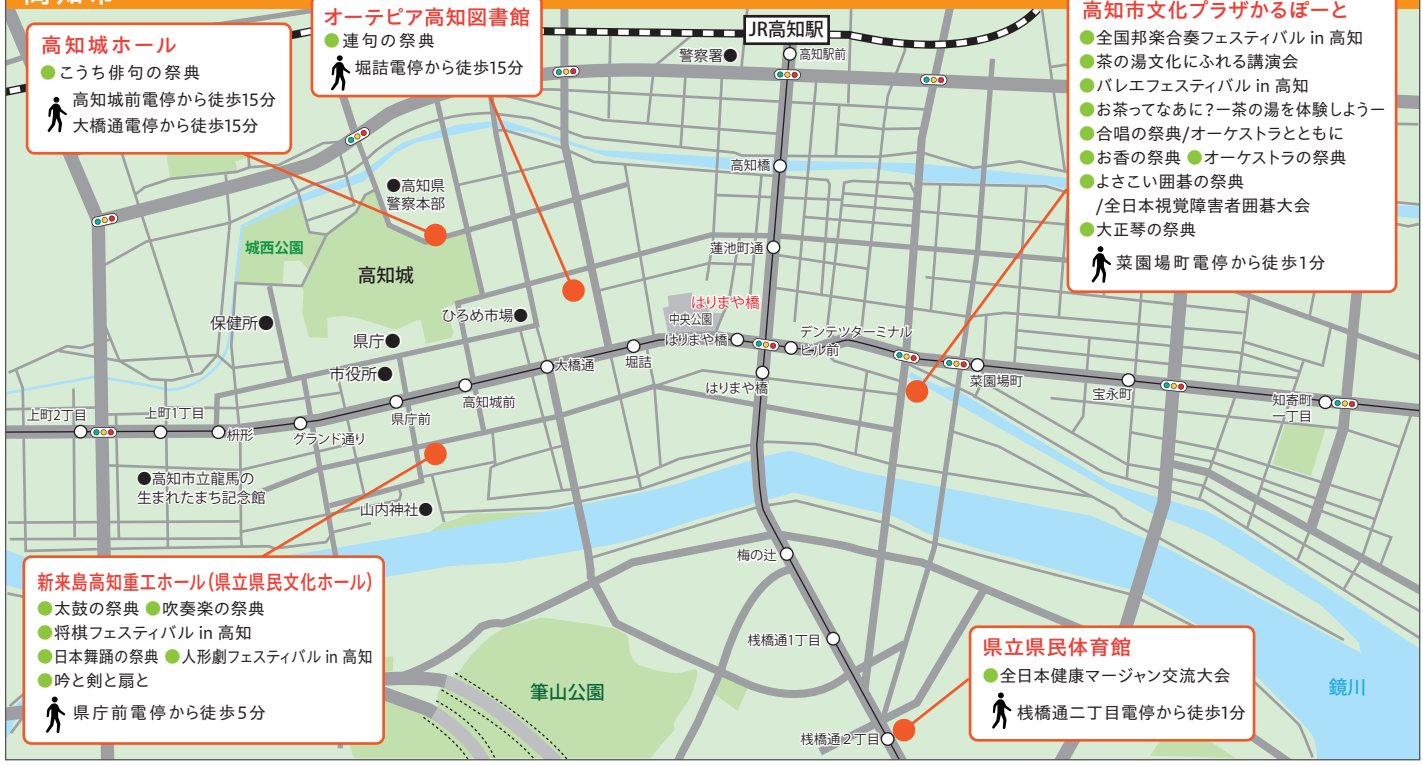 高知市
高知城ホール
こうち俳句の祭典
高知城前電停から徒歩15分
大橋通電停から徒歩15分
オーテピア高知図書館
連句の祭典
堀詰電停から徒歩15分
高知市文化プラザかるぽーと
全国邦楽合奏フェスティバル in 高知
茶の湯文化にふれる講演会
バレエフェスティバル in 高知
お茶ってなあに?ー茶の湯を体験しようー
合唱の祭典/オーケストラとともに
お香の祭典 オーケストラの祭典
よさこい囲碁の祭典
/全日本視覚障害者囲碁大会
大正琴の祭典
菜園場町電停から徒歩1分
JR高知駅
警察署
高知駅前
高知橋
高知県
警察本部
城西公園
高知城
蓮池町通
はりまや橋
中央公園
ひろめ市場
保健所
県庁
市役所
はりまや橋
デンテツターミナル
ビル前
堀詰
大橋通
はりまや橋
菜園場町
宝永町
知寄町
一丁目
高知城前
県庁前
上町2丁目
上町1丁目
枡形
グランド通り
高知市立龍馬の
生まれたまち記念館
山内神社
梅の辻
新来島高知重工ホール(県立県民文化ホール)
太鼓の祭典 吹奏楽の祭典
将棋フェスティバル in 高知
日本舞踊の祭典 人形劇フェスティバル in 高知
吟と剣と扇と
県庁前電停から徒歩5分
筆山公園
桟橋通1丁目
桟橋通2丁目
県立県民体育館
全日本健康マージャン交流大会
桟橋通二丁目電停から徒歩1分
鏡川